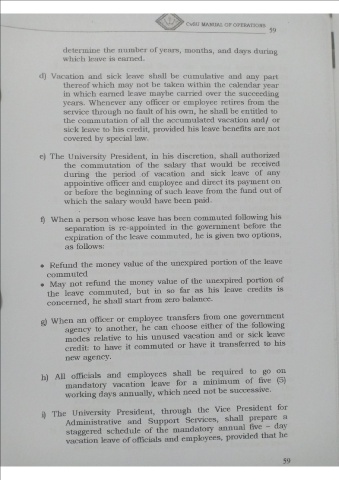 CvSU MANUAL OF OPERATIONS
59
determine the number of years, months, and days during
which leave is earned.
d) Vacation and sick leave shall be cumulative and any part
thereof which may not be taken within the calendar year
in which earned leave maybe carried over the succeeding
years. Whenever any officer or employee retires from the
service through no fault of his own, he shall be entitled to
the commutation of all the accumulated vacation and/ or
sick leave to his credit, provided his leave benefits are not
covered by special law.
e) The University President, in his discretion, shall authorized
the commutation of the salary that would be received
during the period of vacation and sick leave of any
appointive officer and employee and direct its payment on
or before the beginning of such leave from the fund out of
which the salary would have been paid.
f) When a person whose leave has been commuted following his
separation is re-appointed in the government before the
expiration of the leave commuted, he is given two options,
as follows:
• Refund the money value of the unexpired portion of the leave
commuted
• May not refund the money value of the unexpired portion of
the leave commuted, but in so far as his leave credits is
concerned, he shall start from zero balance.
g) When an officer or employee transfers from one government
agency to another, he can choose either of the following
modes relative to his unused vacation or sick leave
credit: to have it commuted or have it transferred to his
new agency.
h) All officials and employees shall be required to go on
mandatory vacation leave for a minimum of five (5)
working days annually, which need not be successive.
i) The University President, through the Vice President for
Administrative and Support Services, shall prepare a
staggered schedule of the mandatory annual five – day
vacation leave of officials and employees, provided that he
59